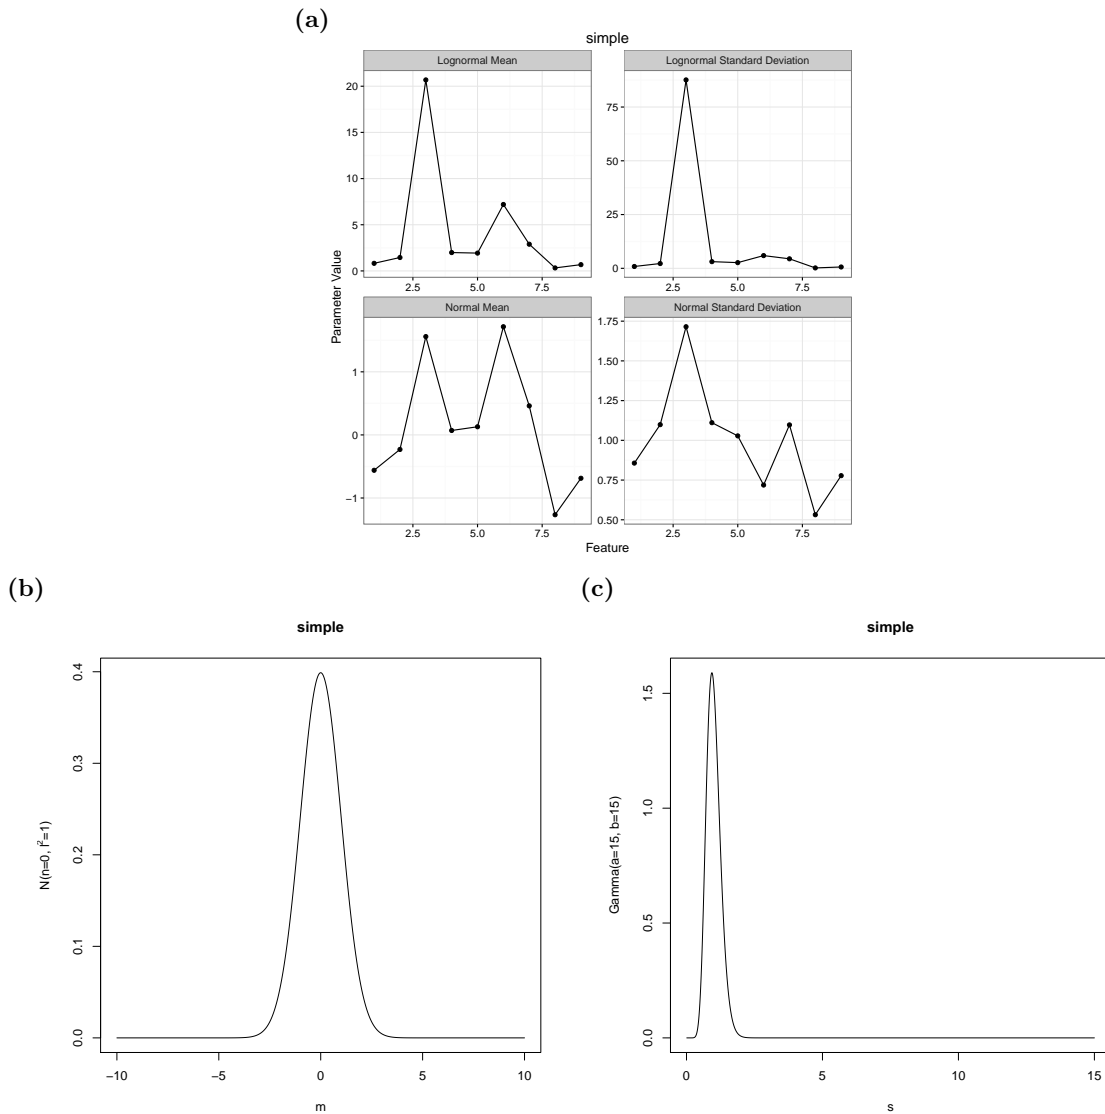 (a)
simple
Lognormal Mean
Lognormal Standard Deviation
20
15
10
5
0
75
50
25
0
2.5 5.0 7.5
2.5 5.0 7.5
Parameter Value
Normal Mean
Normal Standard Deviation
1
0
−1
1.75
1.50
1.25
1.00
0.75
0.50
2.5 5.0 7.5
2.5 5.0 7.5
Feature
(b)
simple
N(n=0, l²=1)
0.4
0.3
0.2
0.1
0.0
−10 −5 0 5 10
m
(c)
simple
Gamma(a=15, b=15)
1.5
1.0
0.5
0.0
0 5 10 15
s